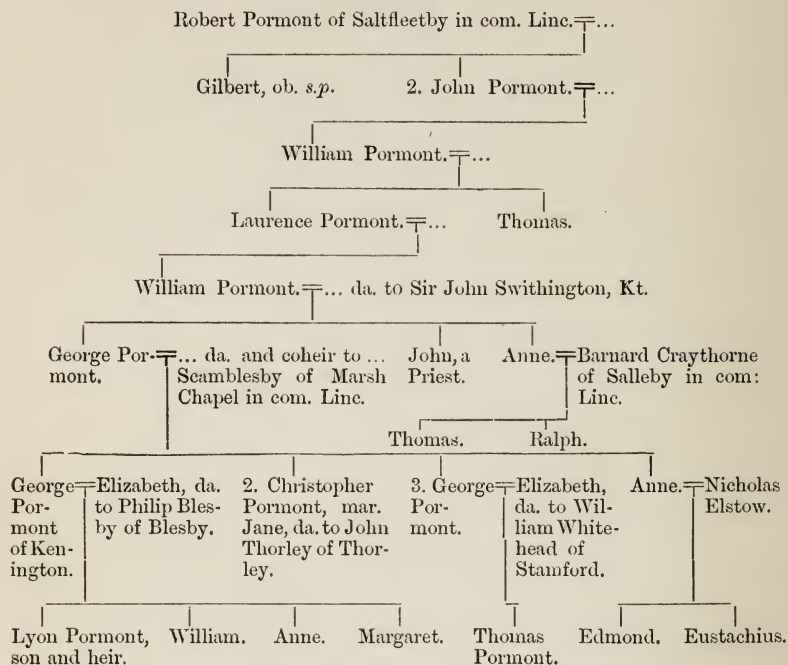 Robert Pormont of Saltfleetby in com. Linc.=...
Gilbert, ob. s.p. 2. John Pormont.=...
William Pormont.=...
Laurence Pormont.=... Thomas.
William Pormont.=... da. to Sir John Swithington, Kt.
George Por-=... da. and coheir to ... John, a Anne.=Barnard Craythorne
mont. Scamblesby of Marsh Priest. of Salleby in com:
Chapel in com. Linc. Linc.
Thomas. Ralph.
George=Elizabeth, da. 2. Christopher 3. George=Elizabeth, Anne.=Nicholas
Por- to Philip Bles- Pormont, mar. Por- da. to Wil- Elstow.
mont by of Blesby. Jane, da. to John mont. liam White-
of Ken- Thorley of Thor- head of
ington. ley. Stamford.
Lyon Pormont, William. Anne. Margaret. Thomas Edmond. Eustachius.
son and heir. Pormont.